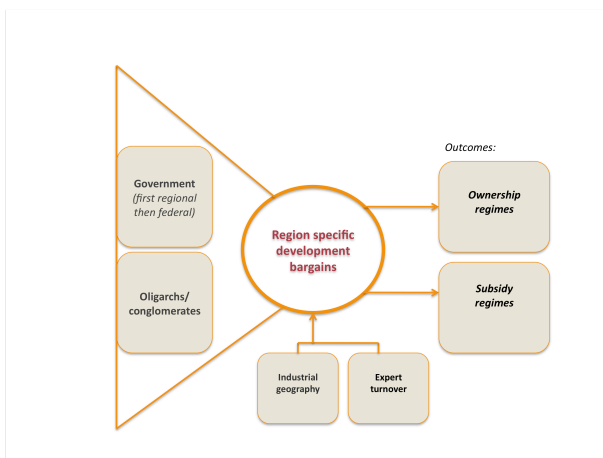 Outcomes:
Government
(first regional
then federal)
Oligarchs/
conglomerates
Region specific
development
bargains
Ownership
regimes
Subsidy
regimes
Industrial
geography
Expert
turnover